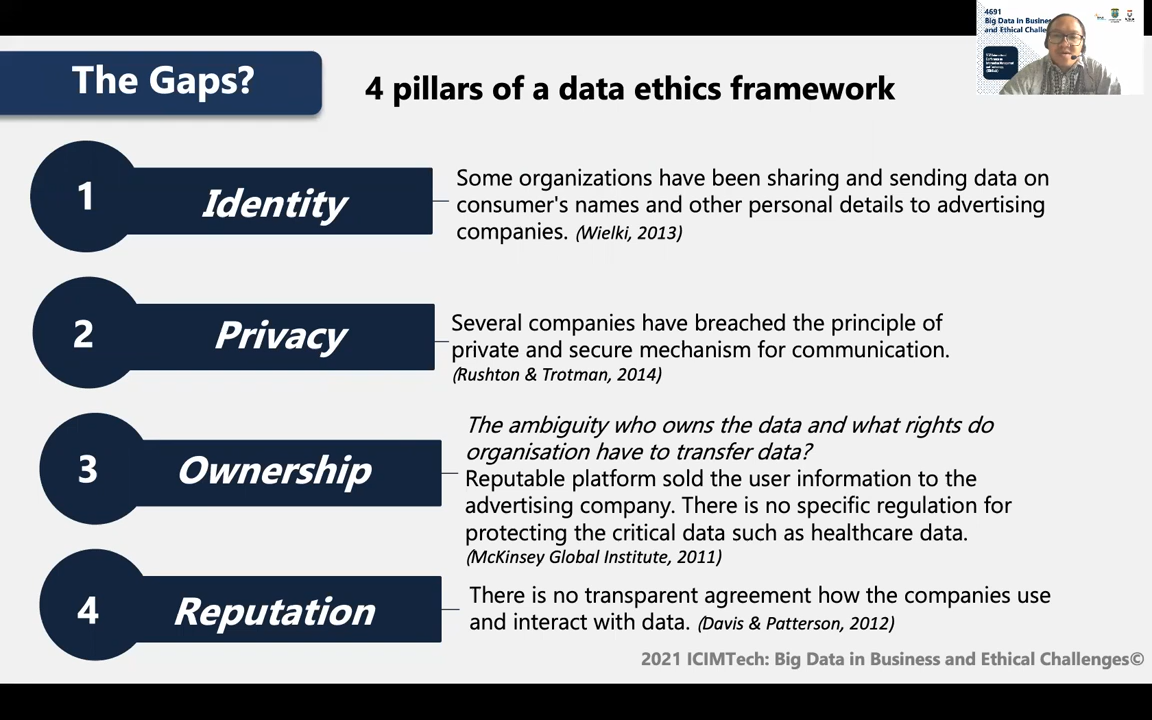 4691
Big Data in Busine
and Ethical Challe
The Gaps?
4 pillars of a data ethics framework
1
Identity
Some organizations have been sharing and sending data on
consumer's names and other personal details to advertising
companies. (Wielki, 2013)
2
Privacy
Several companies have breached the principle of
private and secure mechanism for communication.
(Rushton & Trotman, 2014)
3
Ownership
The ambiguity who owns the data and what rights do
organisation have to transfer data?
Reputable platform sold the user information to the
advertising company. There is no specific regulation for
protecting the critical data such as healthcare data.
(McKinsey Global Institute, 2011)
4
Reputation
There is no transparent agreement how the companies use
and interact with data. (Davis & Patterson, 2012)
2021 ICIMTech: Big Data in Business and Ethical Challenges©